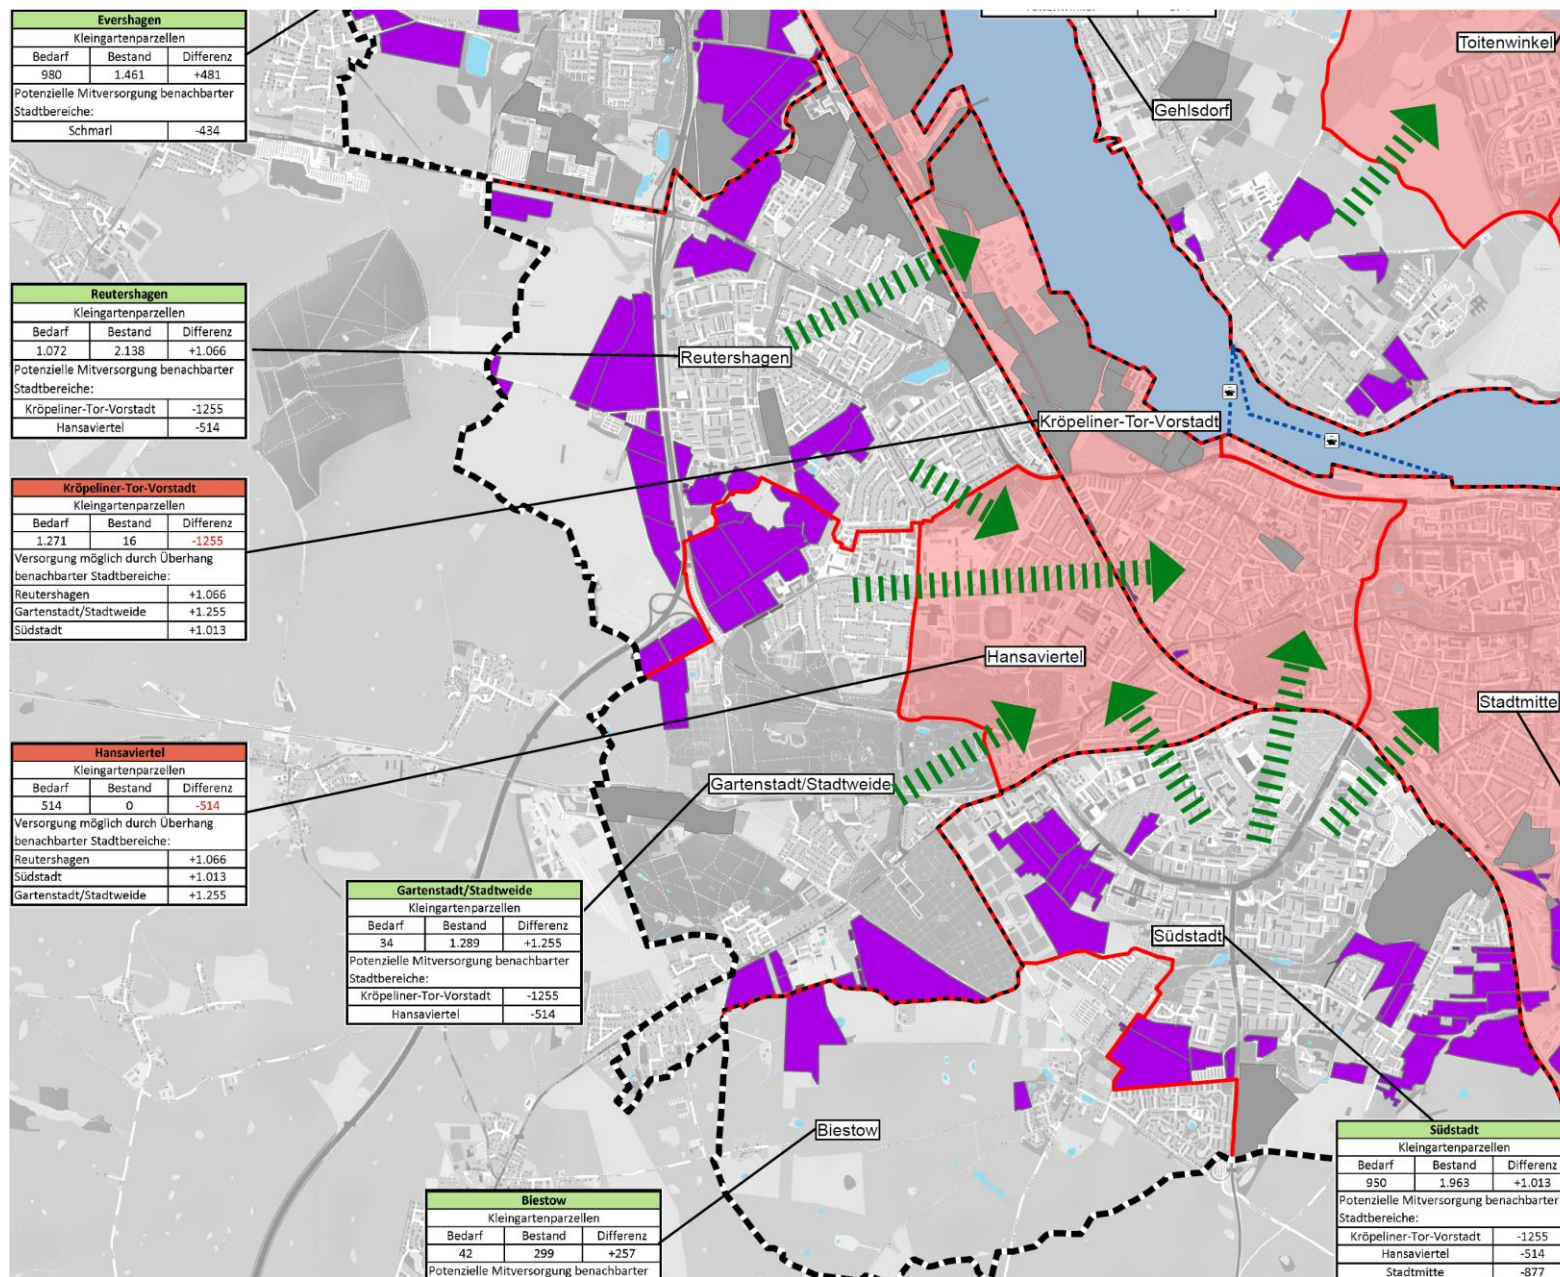 Evershagen
Kleingartenparzellen
Bedarf Bestand Differenz
980 1.461 +481
Potenzielle Mitversorgung benachbarter
Stadtbereiche:
Schmarl -434
Toitenwinkel
Gehlsdorf
Reutershagen
Kleingartenparzellen
Bedarf Bestand Differenz
1.072 2.138 +1.066
Potenzielle Mitversorgung benachbarter
Stadtbereiche:
Kröpeliner-Tor-Vorstadt -1255
Hansaviertel -514
Reutershagen
Kröpeliner-Tor-Vorstadt
Kröpeliner-Tor-Vorstadt
Kleingartenparzellen
Bedarf Bestand Differenz
1.271 16 -1255
Versorgung möglich durch Überhang
benachbarter Stadtbereiche:
Reutershagen +1.066
Gartenstadt/Stadtweide +1.255
Südstadt +1.013
Hansaviertel
Stadtmitte
Hansaviertel
Kleingartenparzellen
Bedarf Bestand Differenz
514 0 -514
Versorgung möglich durch Überhang
benachbarter Stadtbereiche:
Reutershagen +1.066
Südstadt +1.013
Gartenstadt/Stadtweide +1.255
Gartenstadt/Stadtweide
Gartenstadt/Stadtweide
Kleingartenparzellen
Bedarf Bestand Differenz
34 1.289 +1.255
Potenzielle Mitversorgung benachbarter
Stadtbereiche:
Kröpeliner-Tor-Vorstadt -1255
Hansaviertel -514
Südstadt
Biestow
Biestow
Kleingartenparzellen
Bedarf Bestand Differenz
42 299 +257
Potenzielle Mitversorgung benachbarter
Südstadt
Kleingartenparzellen
Bedarf Bestand Differenz
950 1.963 +1.013
Potenzielle Mitversorgung benachbarter
Stadtbereiche:
Kröpeliner-Tor-Vorstadt -1255
Hansaviertel -514
Stadtmitte -877